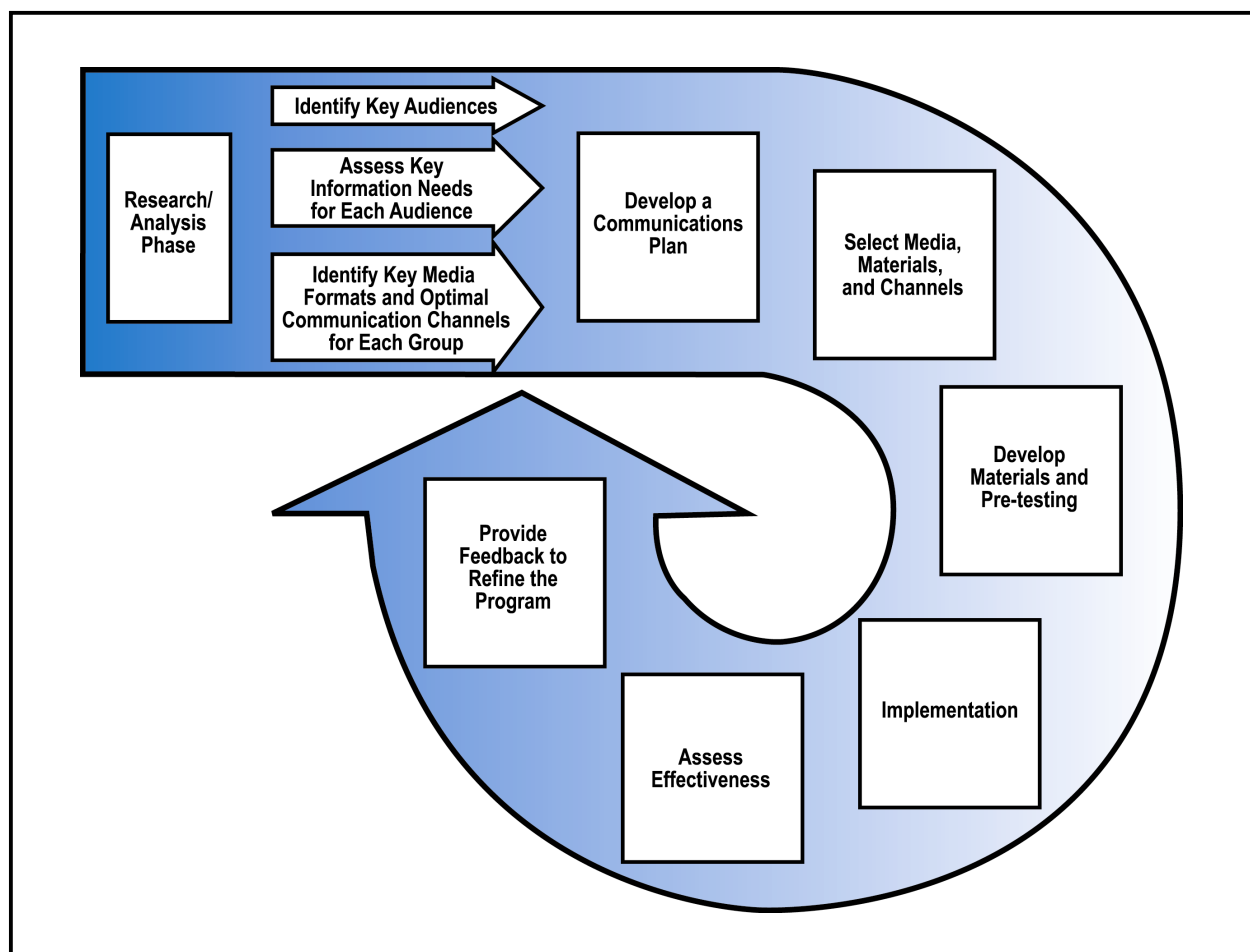 Research/
Analysis
Phase
Identify Key Audiences
Assess Key
Information Needs
for Each Audience
Identify Key Media
Formats and Optimal
Communication Channels
for Each Group
Develop a
Communications
Plan
Select Media,
Materials,
and Channels
Develop
Materials and
Pre-testing
Implementation
Assess
Effectiveness
Provide
Feedback to
Refine the
Program